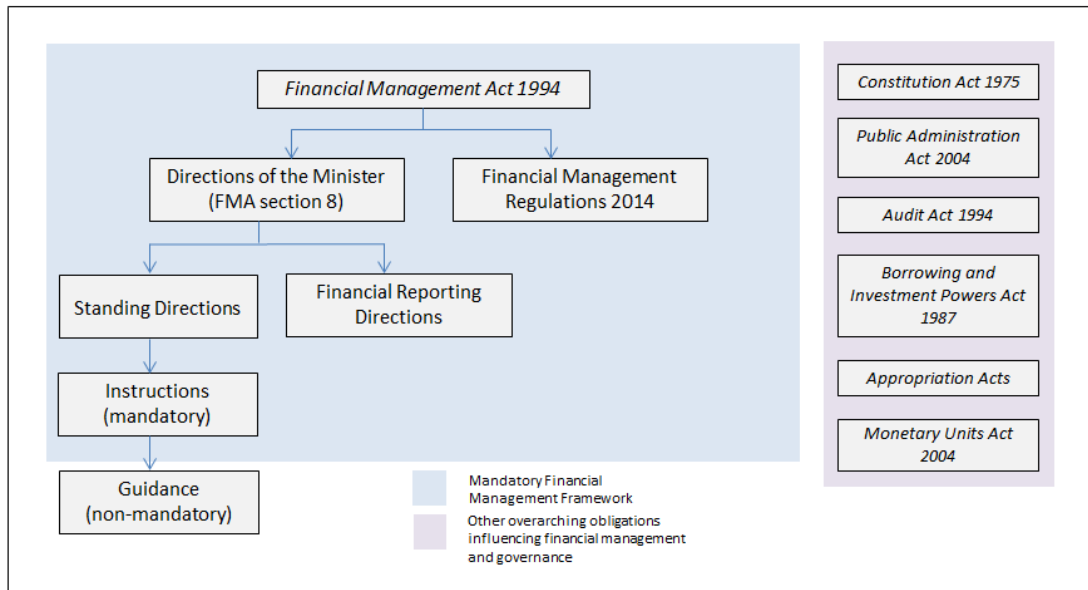 Financial Management Act 1994
Directions of the Minister
(FMA section 8)
Financial Management
Regulations 2014
Standing Directions
Financial Reporting
Directions
Instructions
(mandatory)
Guidance
(non-mandatory)
Mandatory Financial
Management Framework
Other overarching obligations
influencing financial management
and governance
Constitution Act 1975
Public Administration
Act 2004
Audit Act 1994
Borrowing and
Investment Powers Act
1987
Appropriation Acts
Monetary Units Act
2004